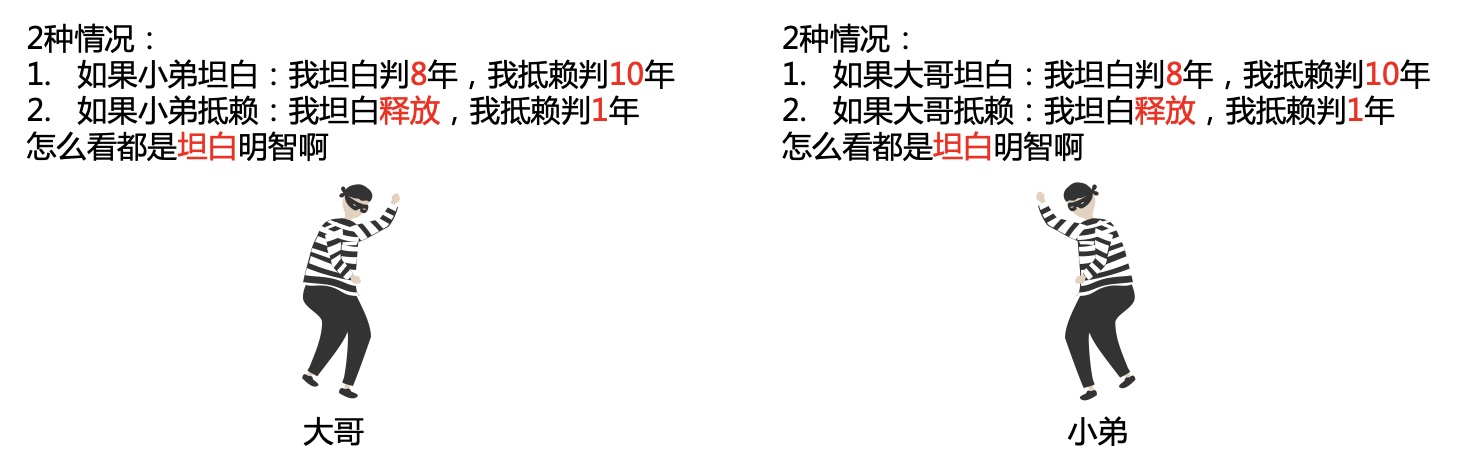 2种情况：
1. 如果小弟坦白：我坦白判8年，我抵赖判10年
2. 如果小弟抵赖：我坦白释放，我抵赖判1年
怎么看都是坦白明智啊
大哥
2种情况：
1. 如果大哥坦白：我坦白判8年，我抵赖判10年
2. 如果大哥抵赖：我坦白释放，我抵赖判1年
怎么看都是坦白明智啊
小弟